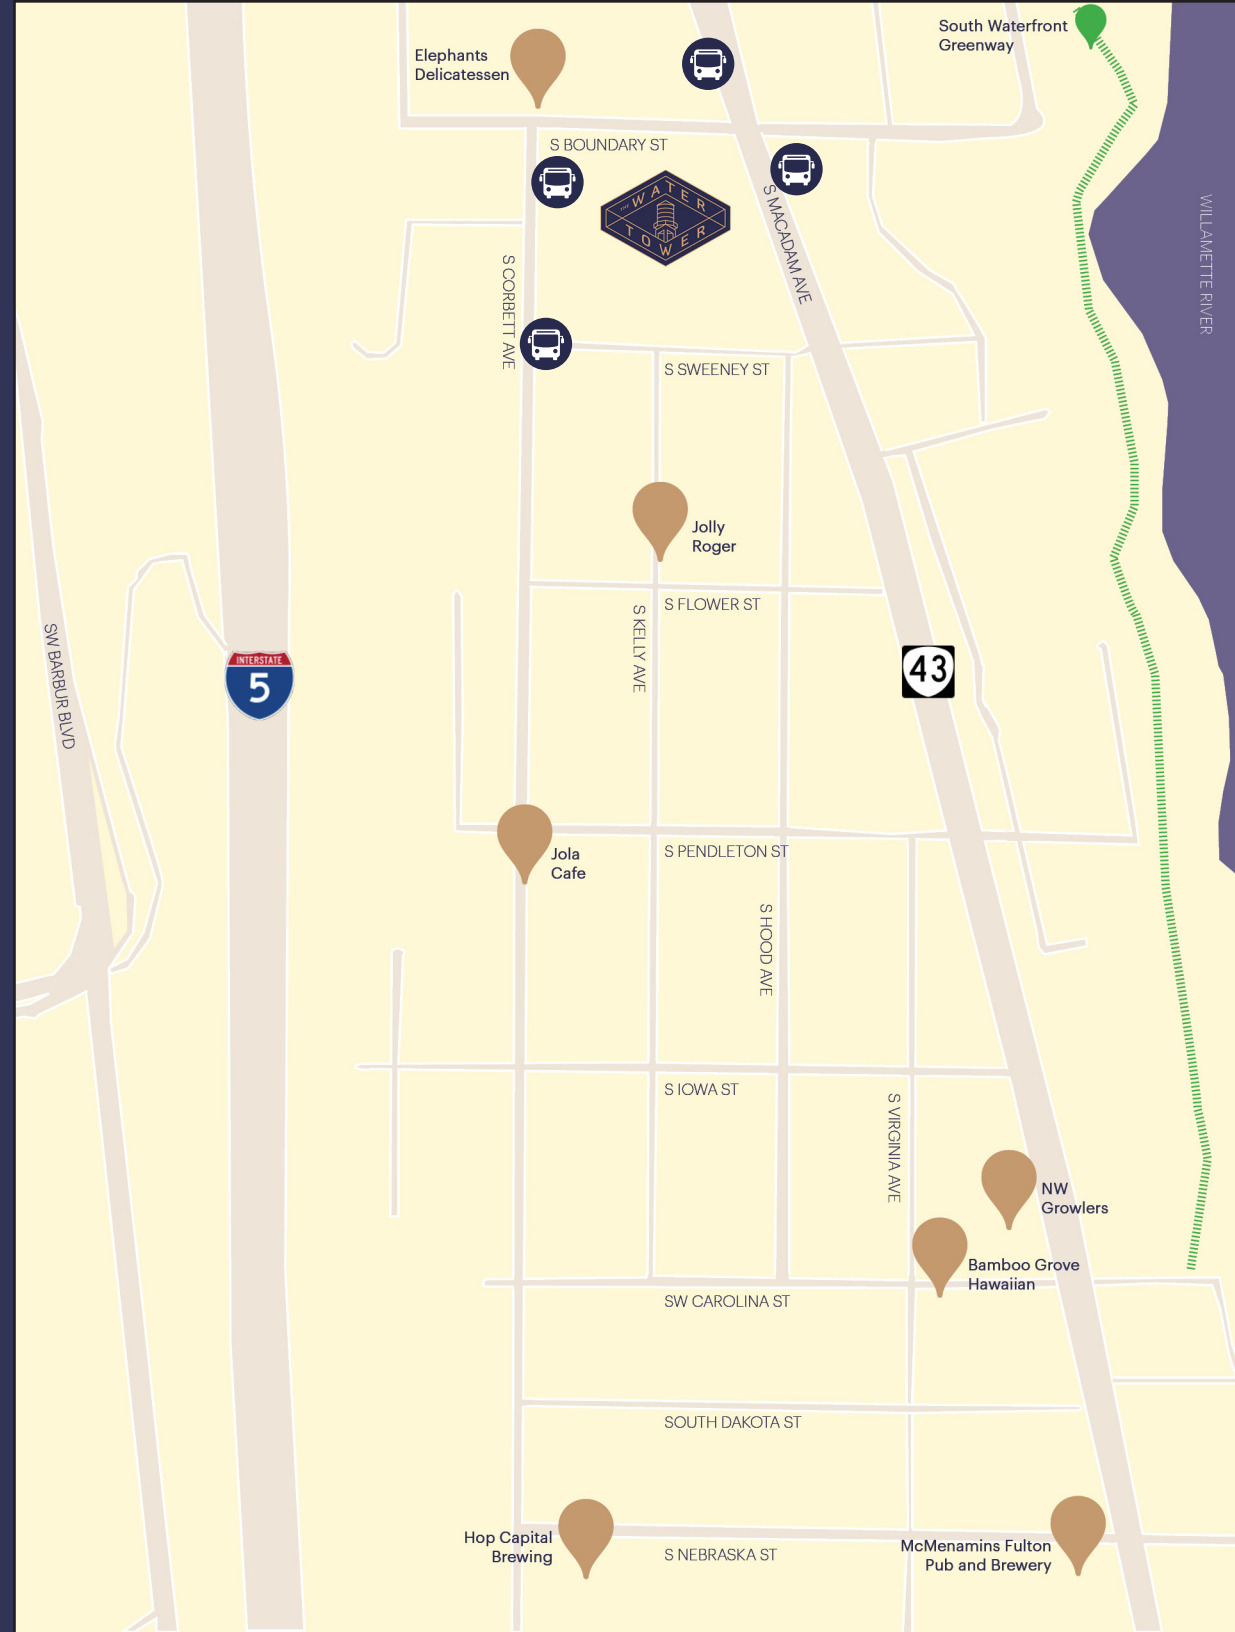 South Waterfront
Greenway
Elephants
Delicatessen
S BOUNDARY ST
THE
WATER
TOWER
S MACADAM AVE
WILLAMETTE RIVER
S CORBETT AVE
S SWEENEY ST
Jolly
Roger
S FLOWER ST
S KELLY AVE
SW BARBUR BLVD
INTERSTATE
5
43
Jola
Cafe
S PENDLETON ST
S HOOD AVE
S IOWA ST
S VIRGINIA AVE
NW
Growlers
Bamboo Grove
Hawaiian
SW CAROLINA ST
SOUTH DAKOTA ST
Hop Capital
Brewing
S NEBRASKA ST
McMenamins Fulton
Pub and Brewery